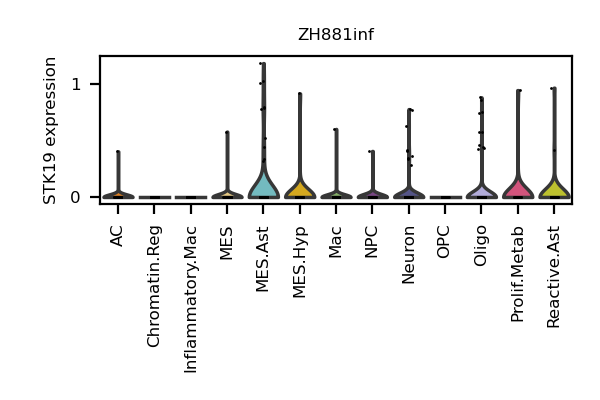 ZH881inf
STK19 expression
1
0
AC
Chromatin.Reg
Inflammatory.Mac
MES
MES.Ast
MES.Hyp
Mac
NPC
Neuron
OPC
Oligo
Prolif.Metab
Reactive.Ast